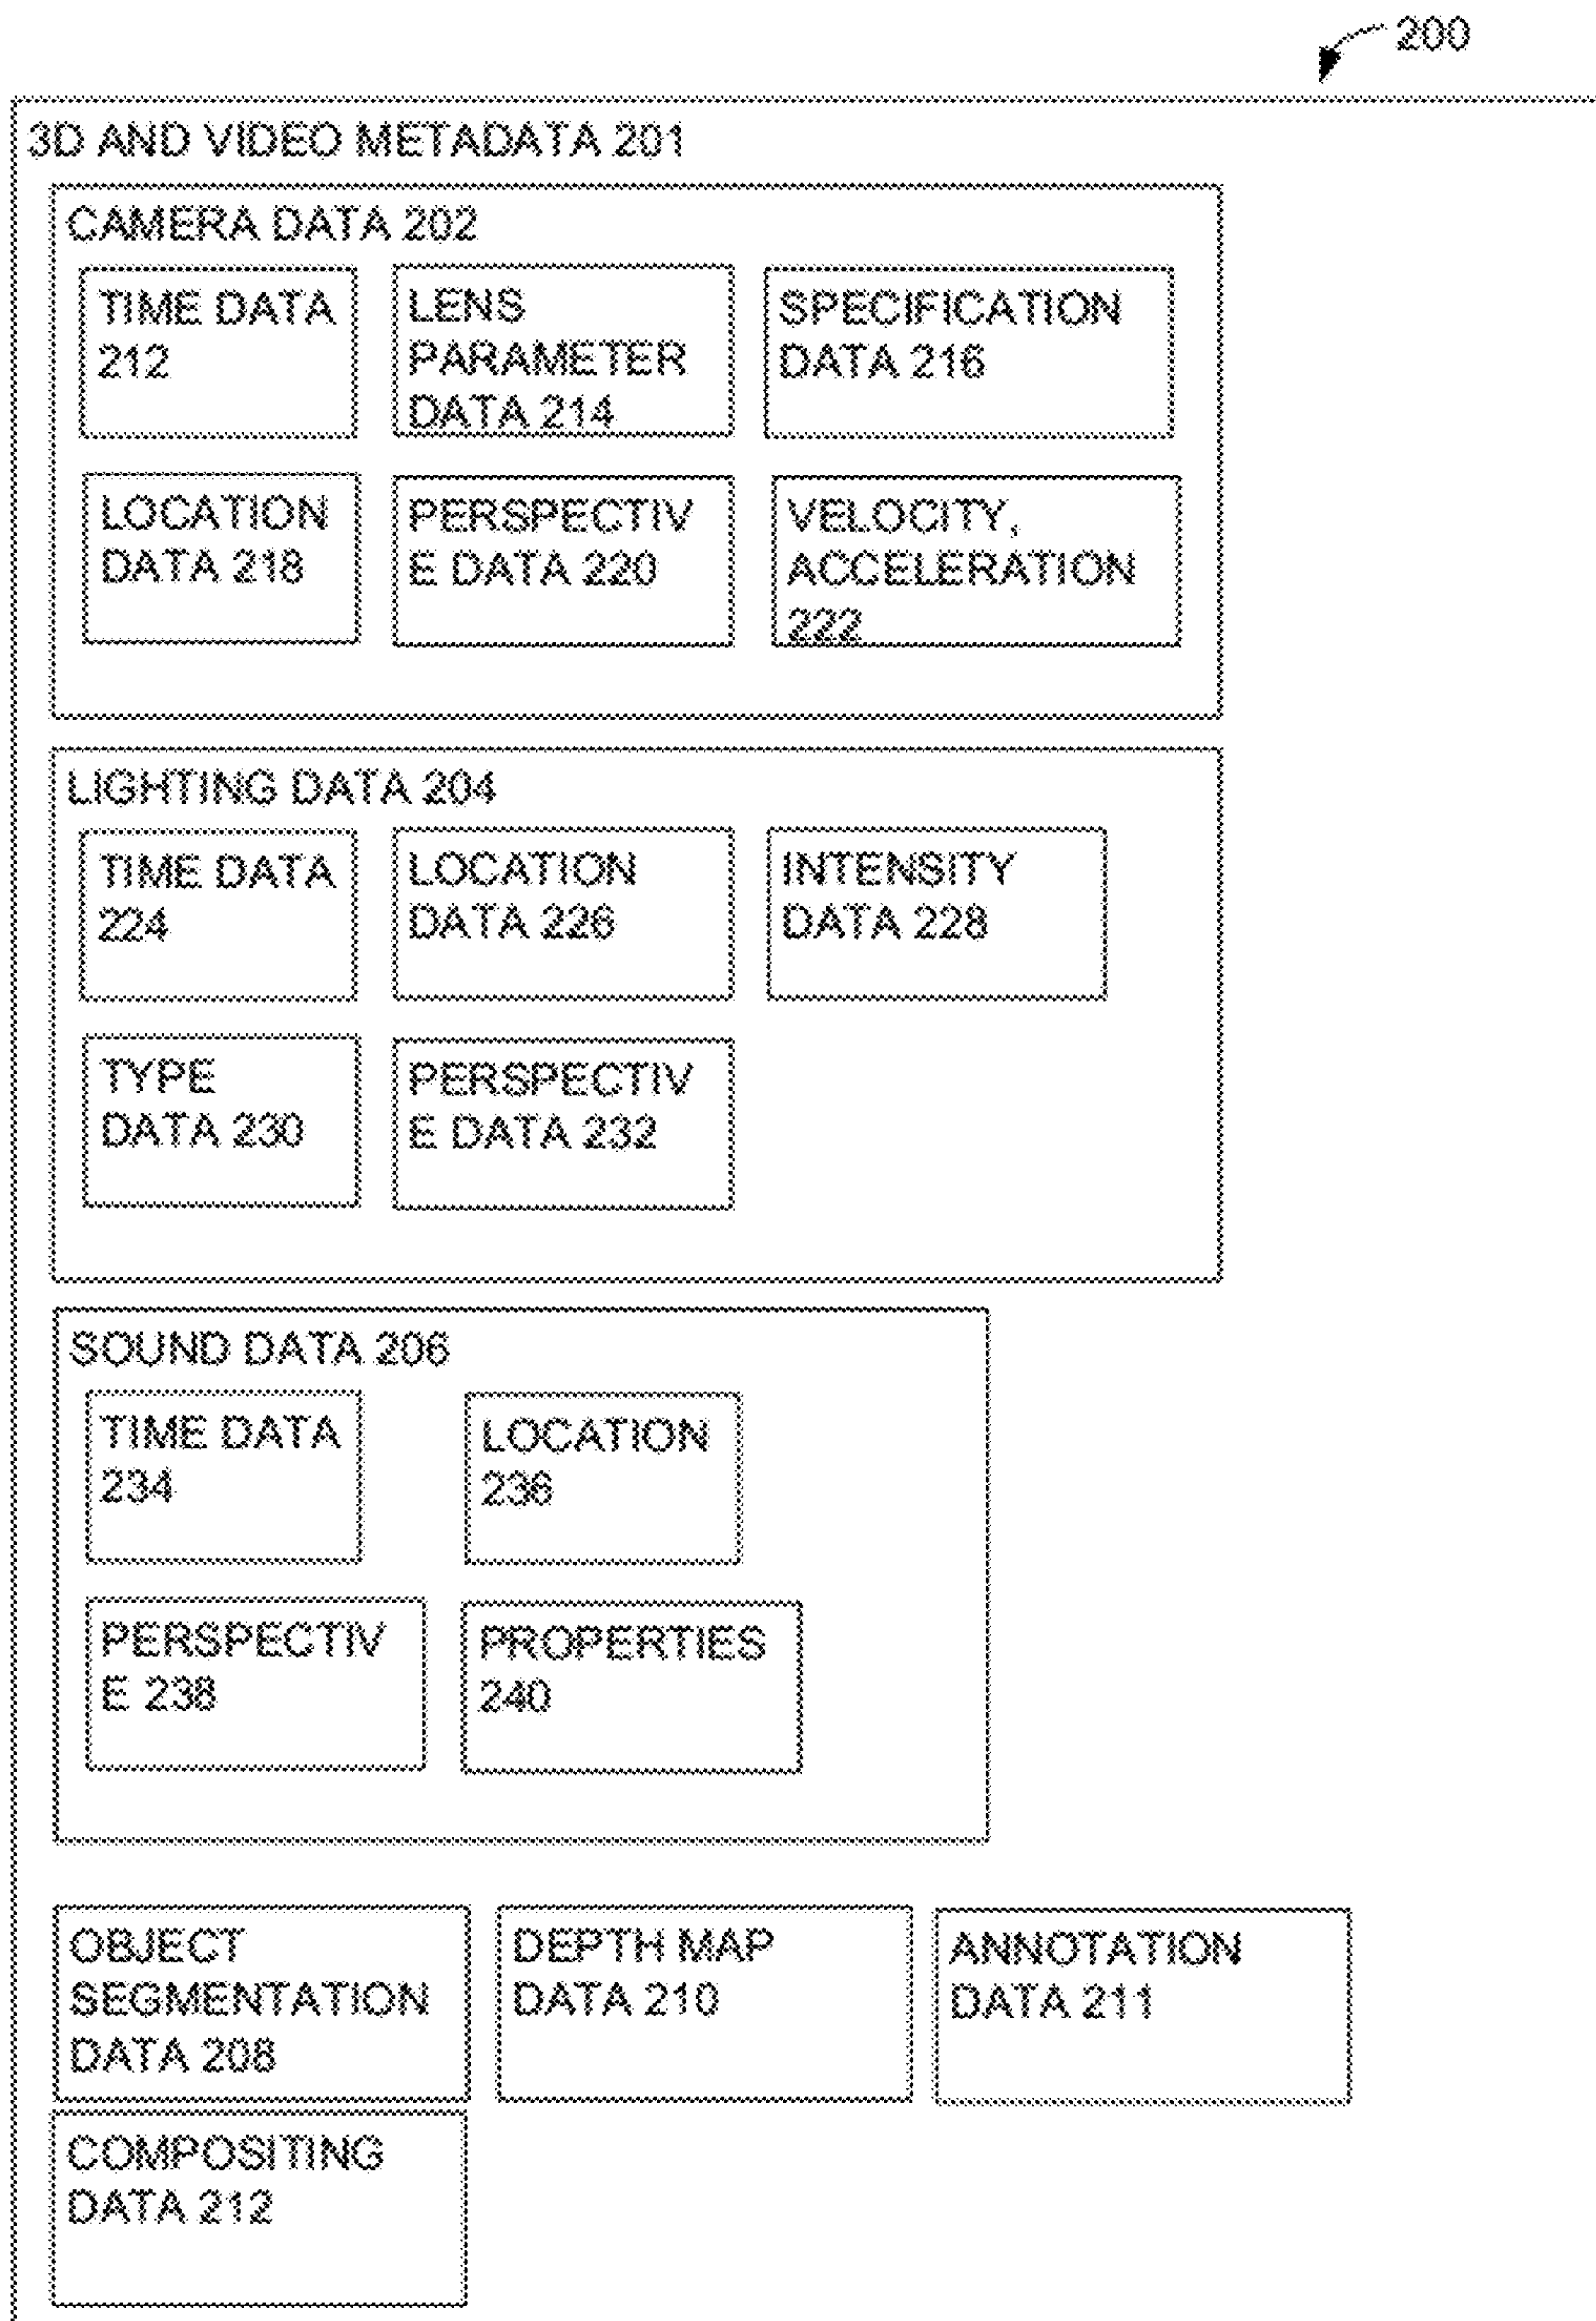 200
3D AND VIDEO METADATA 201
CAMERA DATA 202
TIME DATA
212
LENS
PARAMETER
DATA 214
SPECIFICATION
DATA 216
LOCATION
DATA 218
PERSPECTIV
E DATA 220
VELOCITY,
ACCELERATION
222
LIGHTING DATA 204
TIME DATA
224
LOCATION
DATA 226
INTENSITY
DATA 228
TYPE
DATA 230
PERSPECTIV
E DATA 232
SOUND DATA 206
TIME DATA
234
LOCATION
236
PERSPECTIV
E 238
PROPERTIES
240
OBJECT
SEGMENTATION
DATA 208
DEPTH MAP
DATA 210
ANNOTATION
DATA 211
COMPOSITING
DATA 212